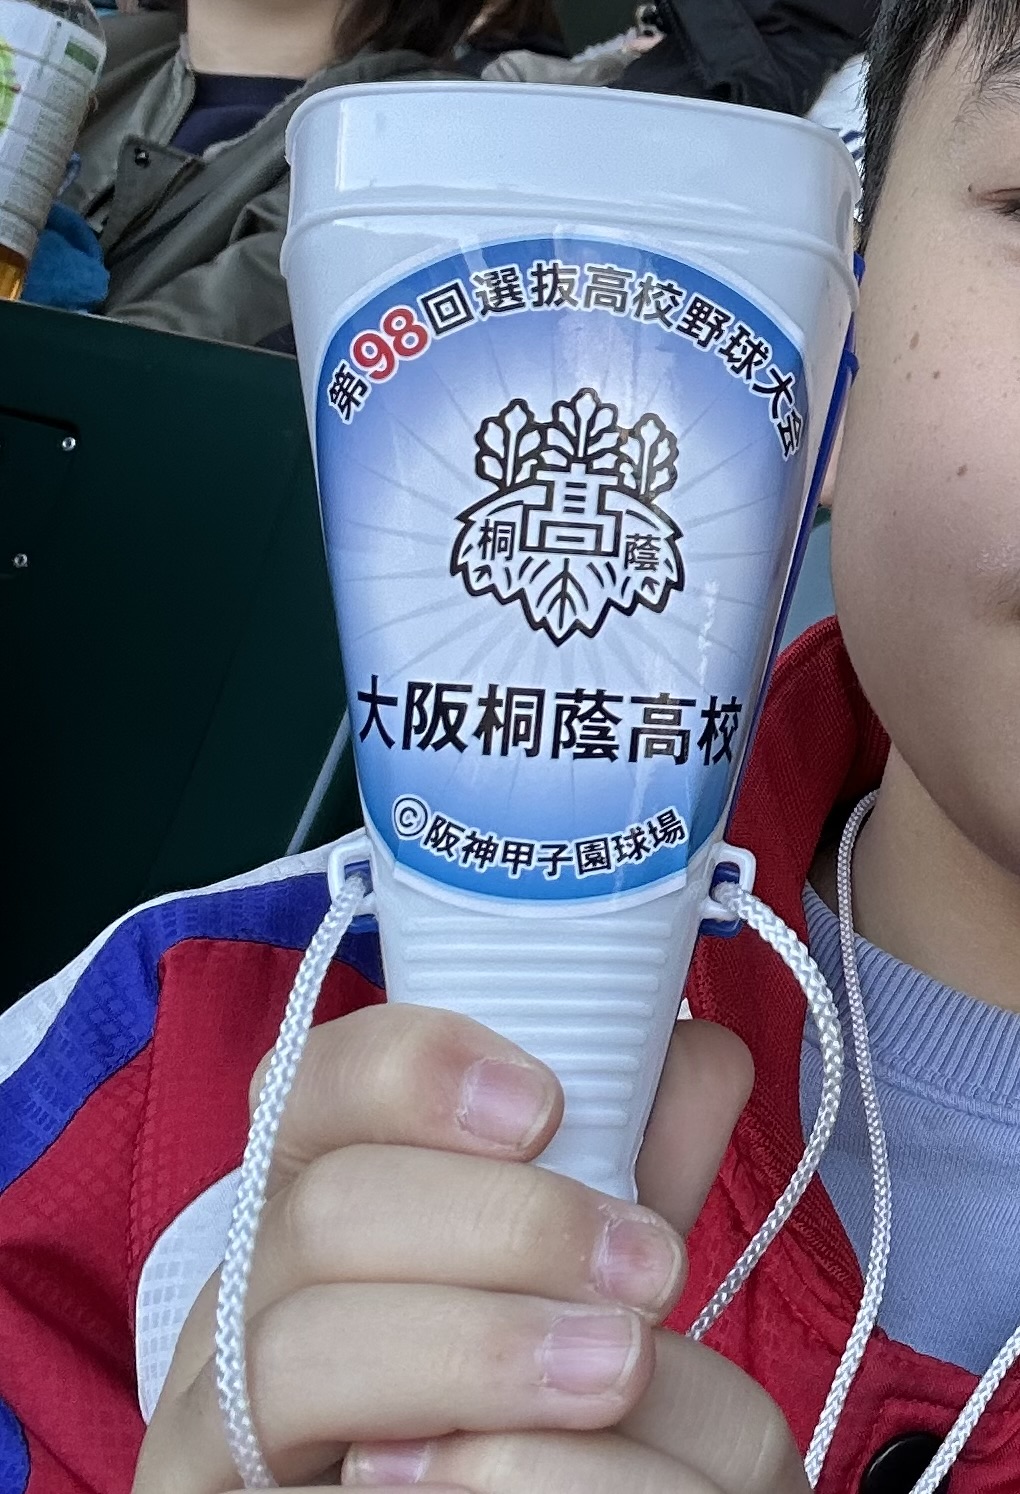 第98回選抜高校野球大会
高
桐 蔭
大阪桐蔭高校
©阪神甲子園球場